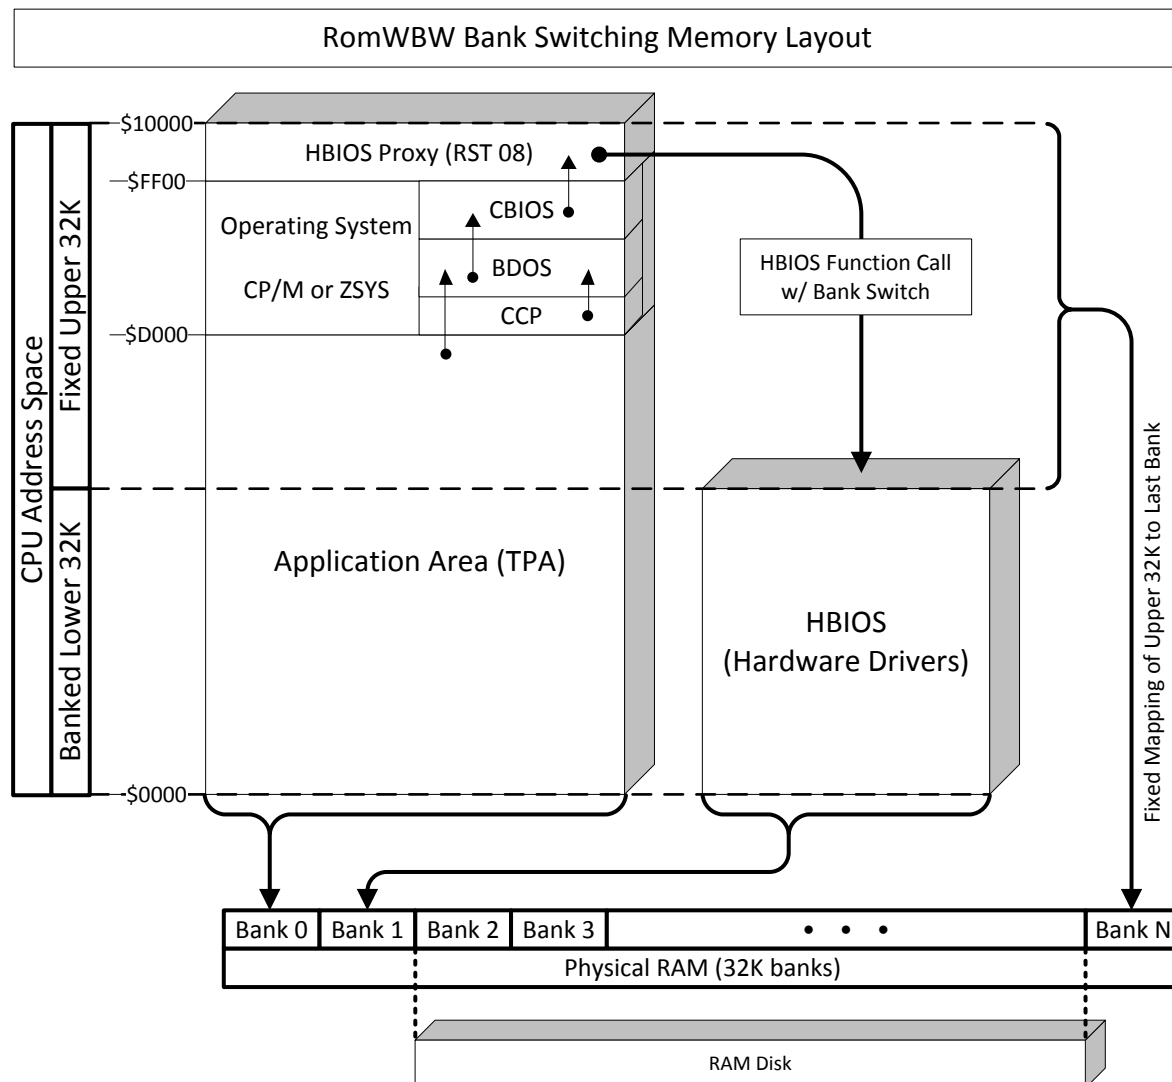 RomWBW Bank Switching Memory Layout
$10000
HBIOS Proxy (RST 08)
$FF00
CBIOS
Operating System
BDOS
CP/M or ZSYS
CCP
$D000
HBIOS Function Call
w/ Bank Switch
CPU Address Space
Fixed Upper 32K
Banked Lower 32K
Application Area (TPA)
HBIOS
(Hardware Drivers)
Fixed Mapping of Upper 32K to Last Bank
$0000
Bank 0 Bank 1 Bank 2 Bank 3 • • • Bank N
Physical RAM (32K banks)
RAM Disk